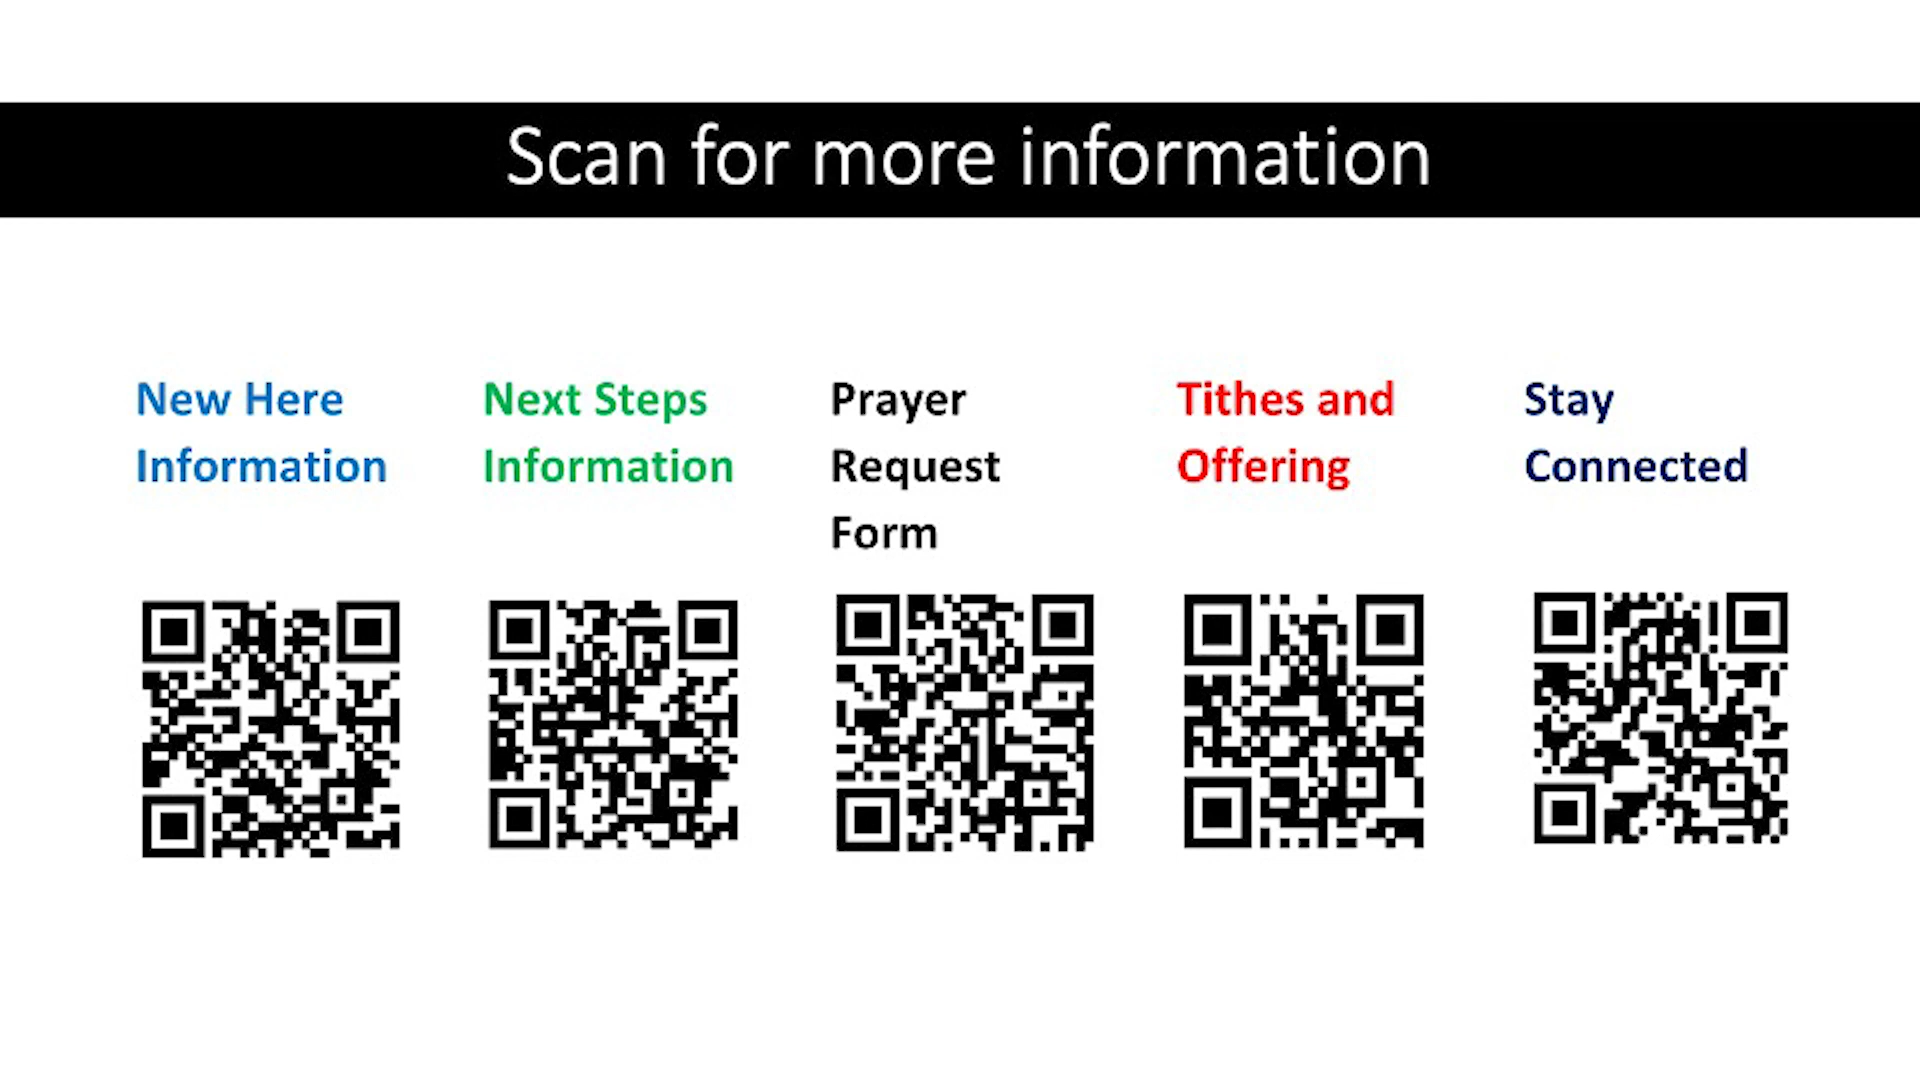 Scan for more information
New Here
Information
Next Steps
Information
Prayer
Request
Form
Tithes and
Offering
Stay
Connected